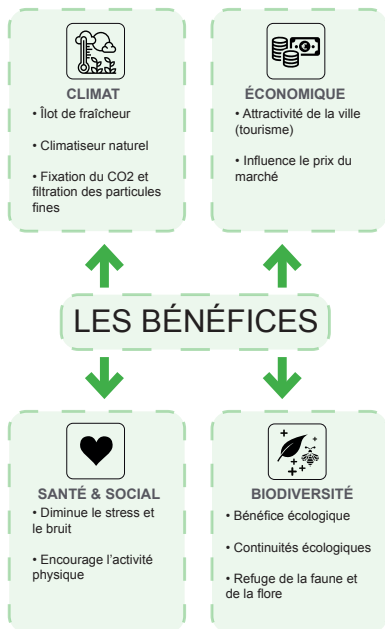 CLIMAT
• Îlot de fraîcheur
• Climatiseur naturel
• Fixation du CO2 et
filtration des particules
fines
ÉCONOMIQUE
• Attractivité de la ville
(tourisme)
• Influence le prix du
marché
LES BÉNÉFICES
SANTÉ & SOCIAL
• Diminue le stress et
le bruit
• Encourage l’activité
physique
BIODIVERSITÉ
• Bénéfice écologique
• Continuités écologiques
• Refuge de la faune et
de la flore